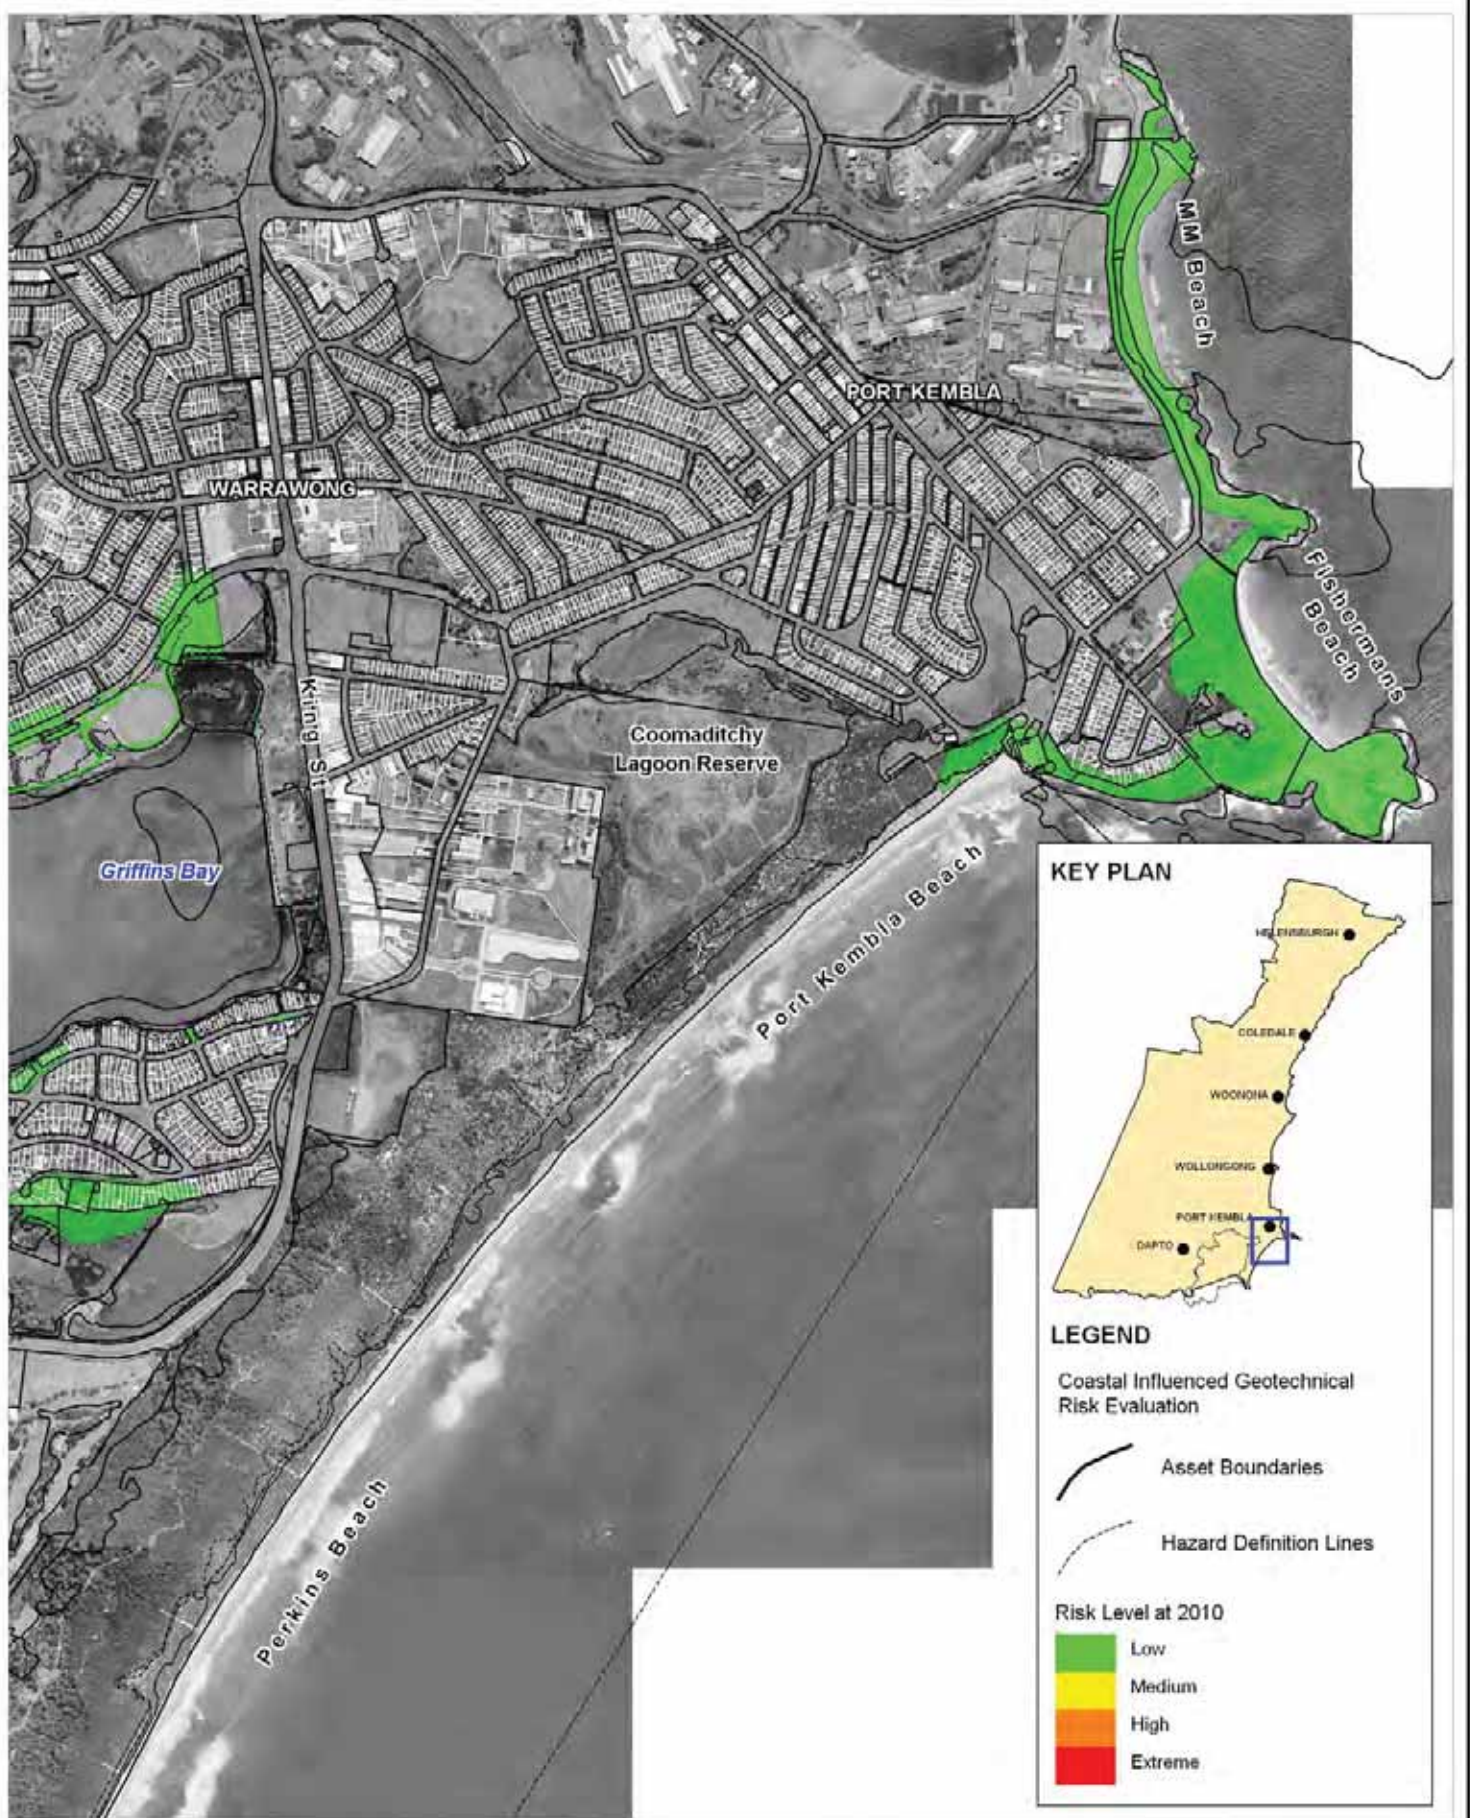 MM Beach
PORT KEMBLA
WARRAWONG
Fishermans
Beach
King St
Coomaditchy
Lagoon Reserve
Griffins Bay
Port Kembla Beach
Perkins Beach
KEY PLAN
HELENSBURGH
COLEDALE
WOONONA
WOLLONGONG
PORT KEMBLA
DAPTO
LEGEND
Coastal Influenced Geotechnical
Risk Evaluation
Asset Boundaries
Hazard Definition Lines
Risk Level at 2010
Low
Medium
High
Extreme